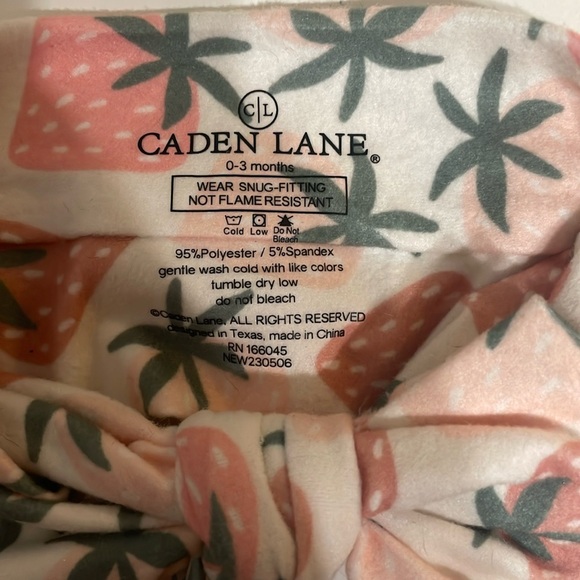 C|L
CADEN LANE®
0-3 months
WEAR SNUG-FITTING
NOT FLAME RESISTANT
Cold Low Do Not
Bleach
95%Polyester / 5%Spandex
gentle wash cold with like colors
tumble dry low
do not bleach
©Caden Lane, ALL RIGHTS RESERVED
designed in Texas, made in China
RN 166045
NEW230506